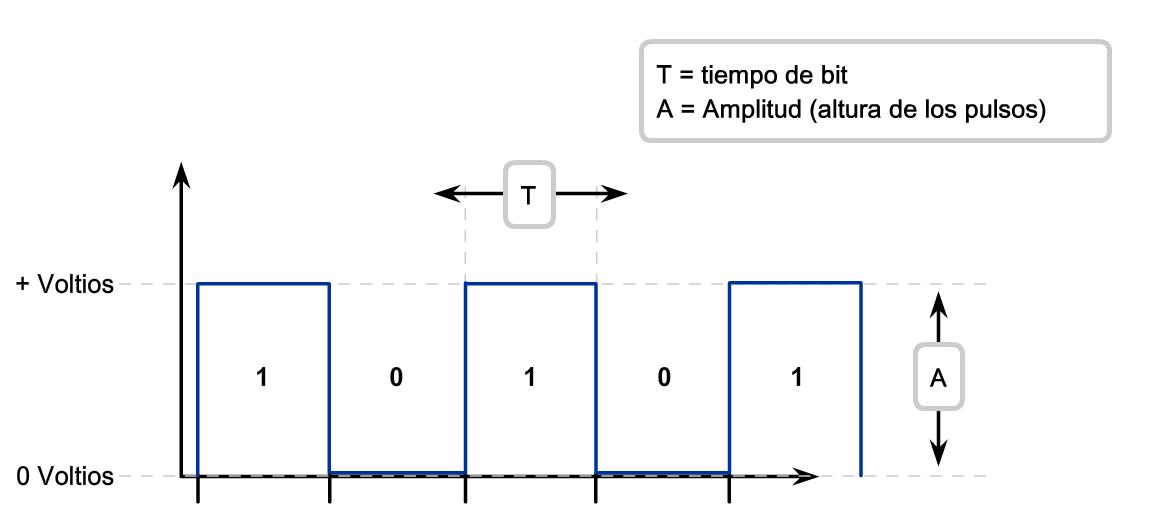 T = tiempo de bit
A = Amplitud (altura de los pulsos)
T
+ Voltios
1 0 1 0 1
A
0 Voltios